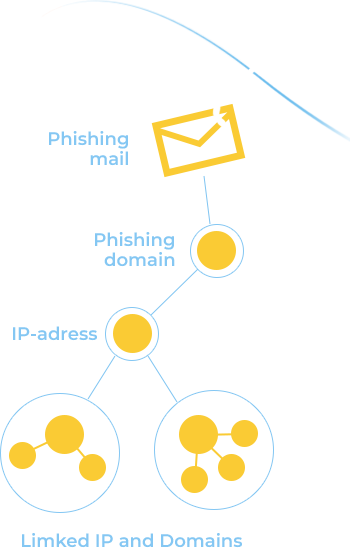 Phishing
mail
Phishing
domain
IP-adress
Limked IP and Domains